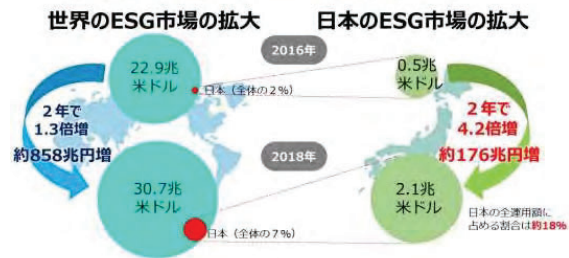 世界のESG市場の拡大
日本のESG市場の拡大
2016年
22.9兆
米ドル
日本（全体の２％）
0.5兆
米ドル
２年で
1.3倍増
約858兆円増
２年で
4.2倍増
約176兆円増
2018年
30.7兆
米ドル
日本（全体の７％）
2.1兆
米ドル
日本の全運用額に
占める割合は約18%